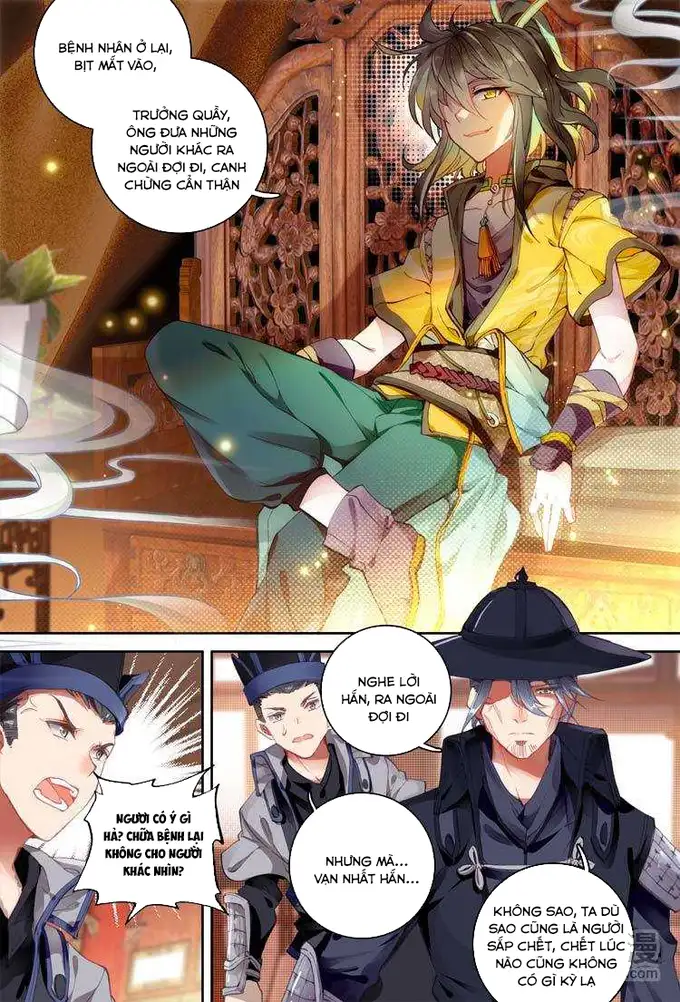 BỆNH NHÂN Ở LẠI,
BỊT MẮT VÀO,
TRƯỞNG QUẦY,
ÔNG ĐƯA NHỮNG
NGƯỜI KHÁC RA
NGOÀI ĐỢI ĐI, CANH
CHỪNG CẨN THẬN
NGƯƠI CÓ Ý GÌ
HẢ? CHỮA BỆNH LẠI
KHÔNG CHO NGƯỜI
KHÁC NHÌN?
NGHE LỜI
HẮN, RA NGOÀI
ĐỢI ĐI
NHƯNG MÀ...
VẠN NHẤT HẮN...
KHÔNG SAO, TA DÙ
SAO CŨNG LÀ NGƯỜI
SẮP CHẾT, CHẾT LÚC
NÀO CŨNG KHÔNG
CÓ GÌ KỲ LẠ
漫
.com